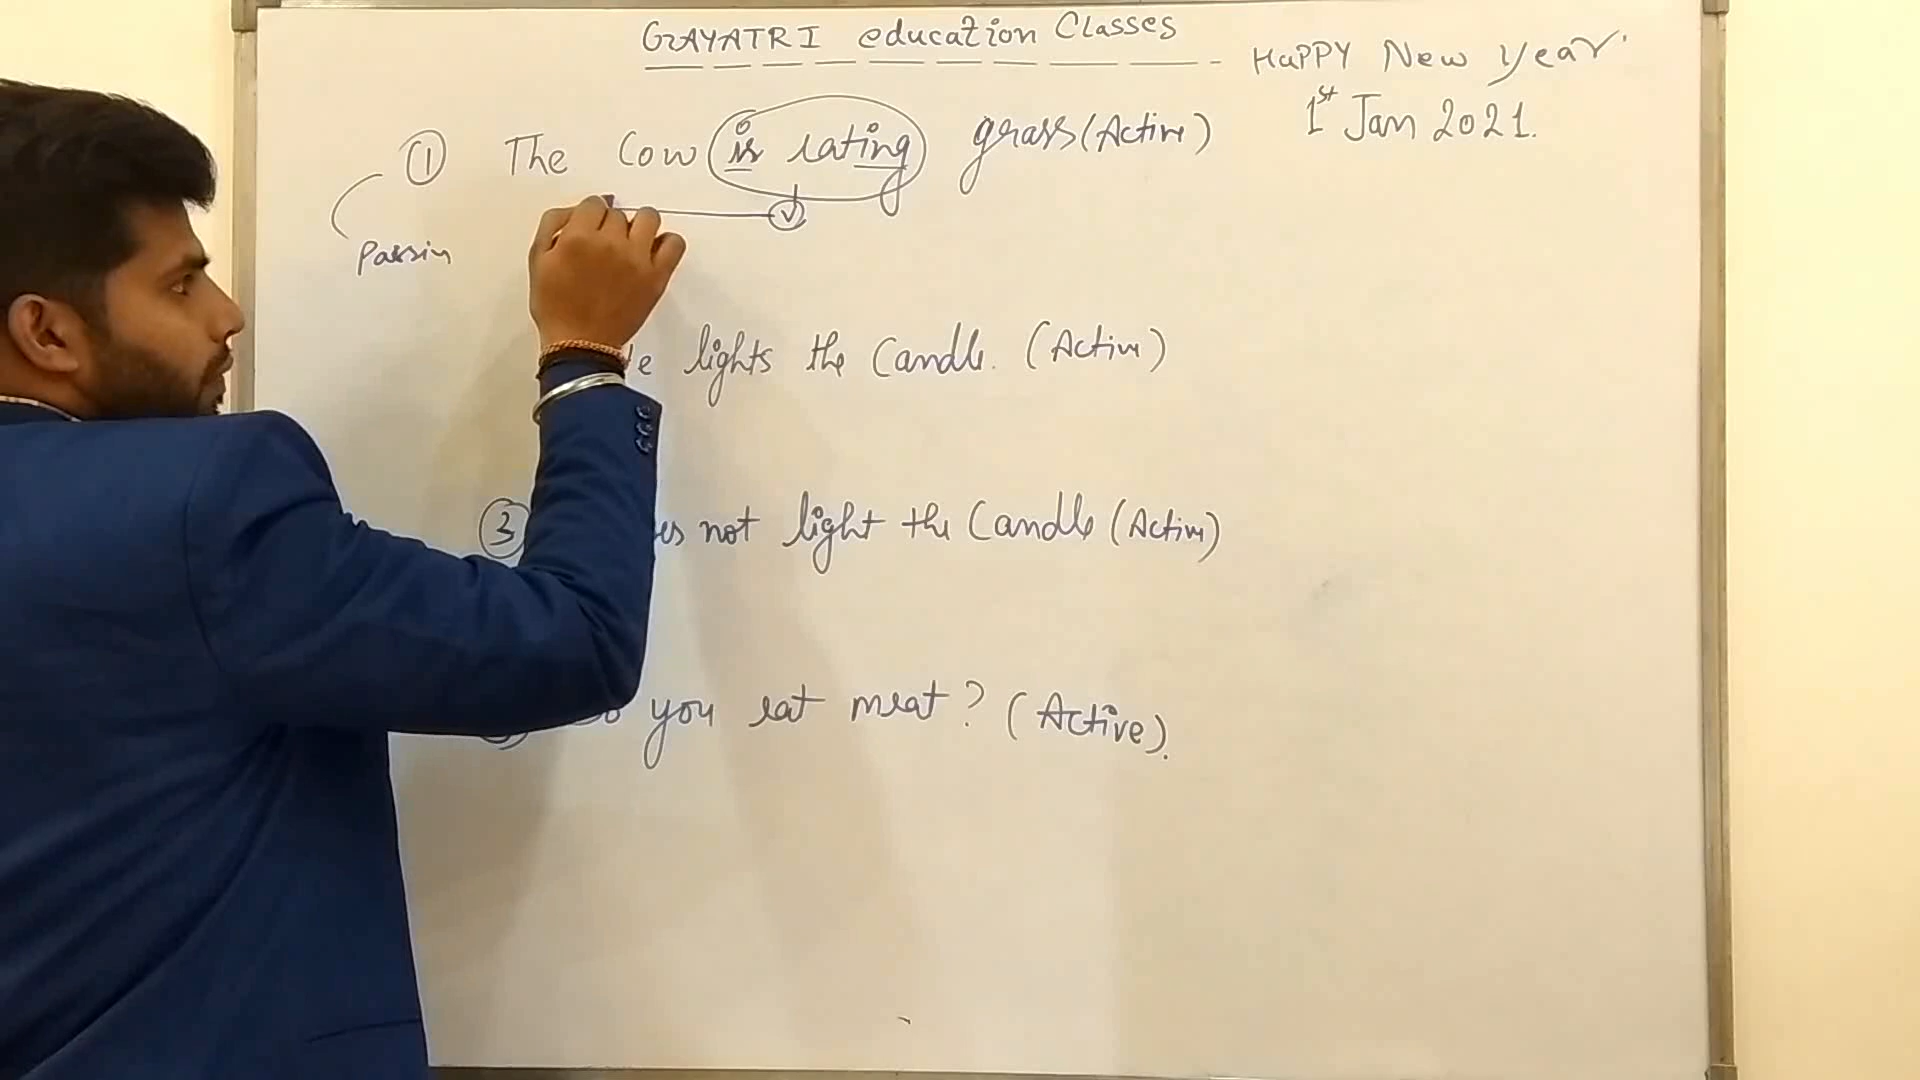 GAYATRI education Classes
HaPPY New Year.
1st Jan 2021.
① The Cow is eating grass (Active)
V
Passive
lights the Candle. (Active)
③ not light the Candle (Active)
you eat meat? (Active).